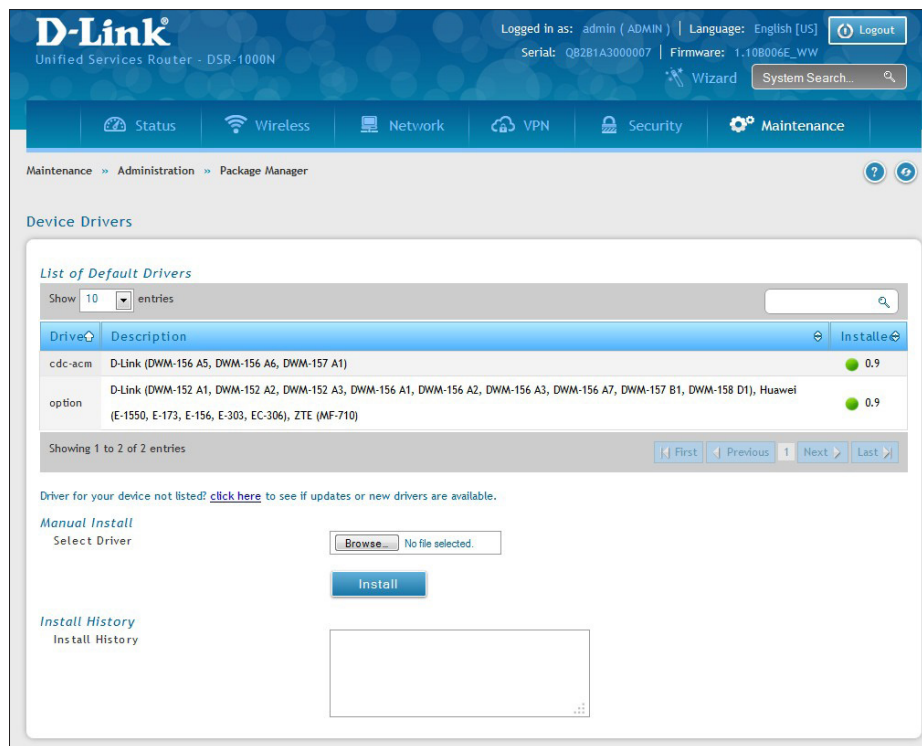 D-Link®
Logged in as: admin ( ADMIN ) | Language: English [US]
Logout
Unified Services Router - DSR-1000N
Serial: QB2B1A3000007 | Firmware: 1.10B006E_WW
Wizard
System Search...
Status
Wireless
Network
VPN
Security
Maintenance
Maintenance » Administration » Package Manager
?
Device Drivers
List of Default Drivers
Show 10 entries
Drive Description Installe
cdc-acm D-Link (DWM-156 A5, DWM-156 A6, DWM-157 A1) 0.9
D-Link (DWM-152 A1, DWM-152 A2, DWM-152 A3, DWM-156 A1, DWM-156 A2, DWM-156 A3, DWM-156 A7, DWM-157 B1, DWM-158 D1), Huawei
option 0.9
(E-1550, E-173, E-156, E-303, EC-306), ZTE (MF-710)
Showing 1 to 2 of 2 entries
First Previous 1 Next Last
Driver for your device not listed? click here to see if updates or new drivers are available.
Manual Install
Select Driver
Browse... No file selected.
Install
Install History
Install History